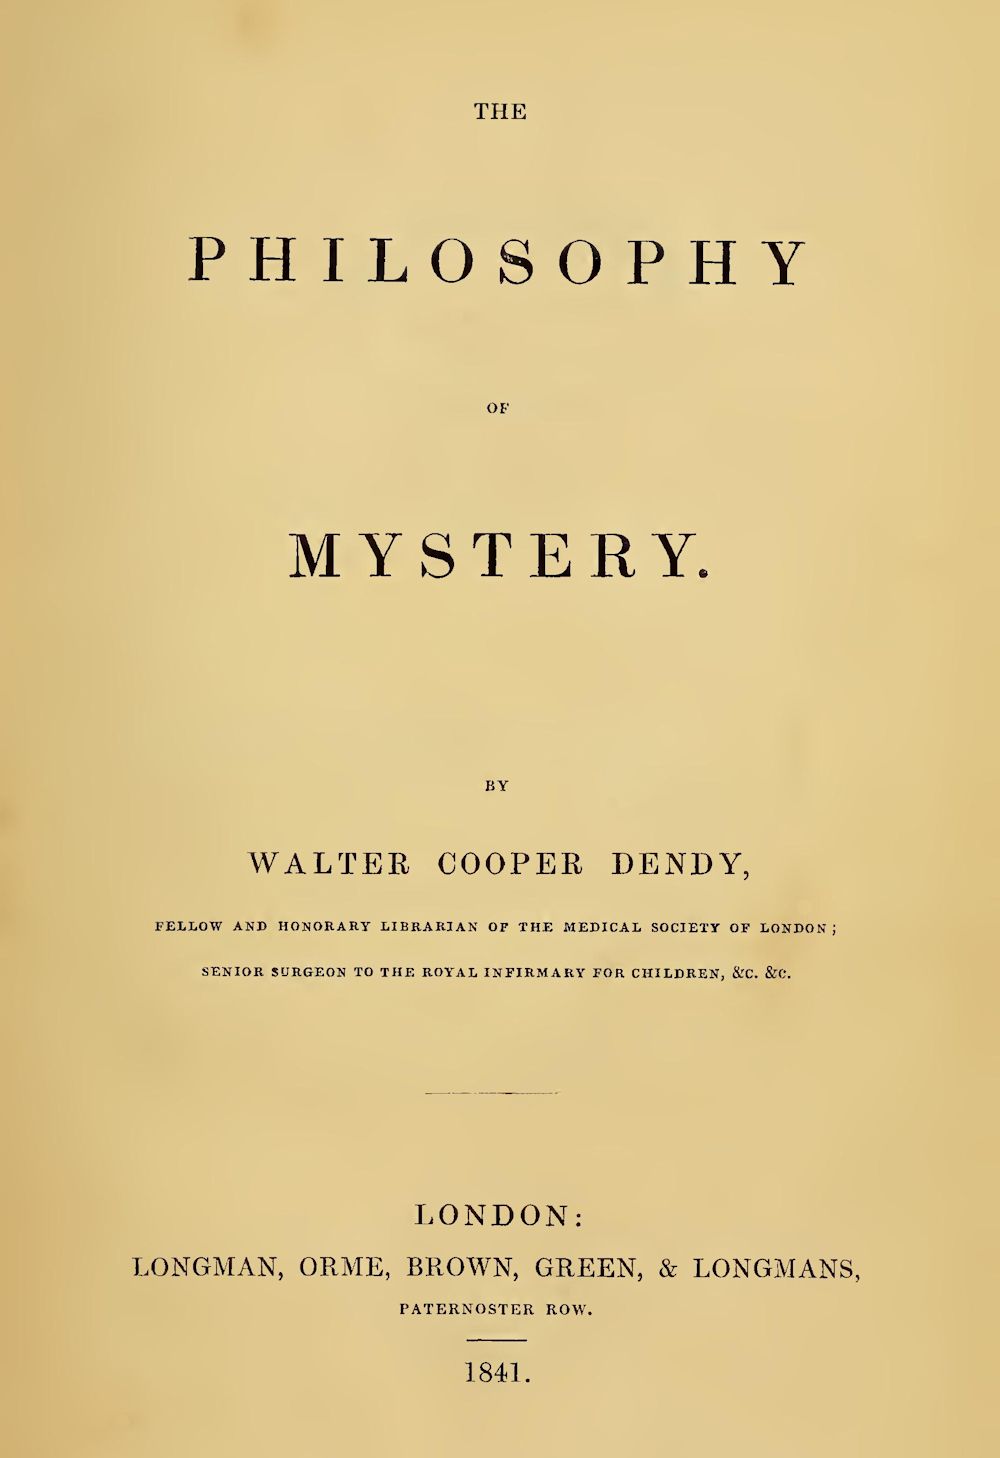 THE
PHILOSOPHY
OF
MYSTERY.
BY
WALTER COOPER DENDY,
FELLOW AND HONORARY LIBRARIAN OF THE MEDICAL SOCIETY OF LONDON;
SENIOR SURGEON TO THE ROYAL INFIRMARY FOR CHILDREN, &C. &C.
LONDON:
LONGMAN, ORME, BROWN, GREEN, & LONGMANS,
PATERNOSTER ROW.
1841.